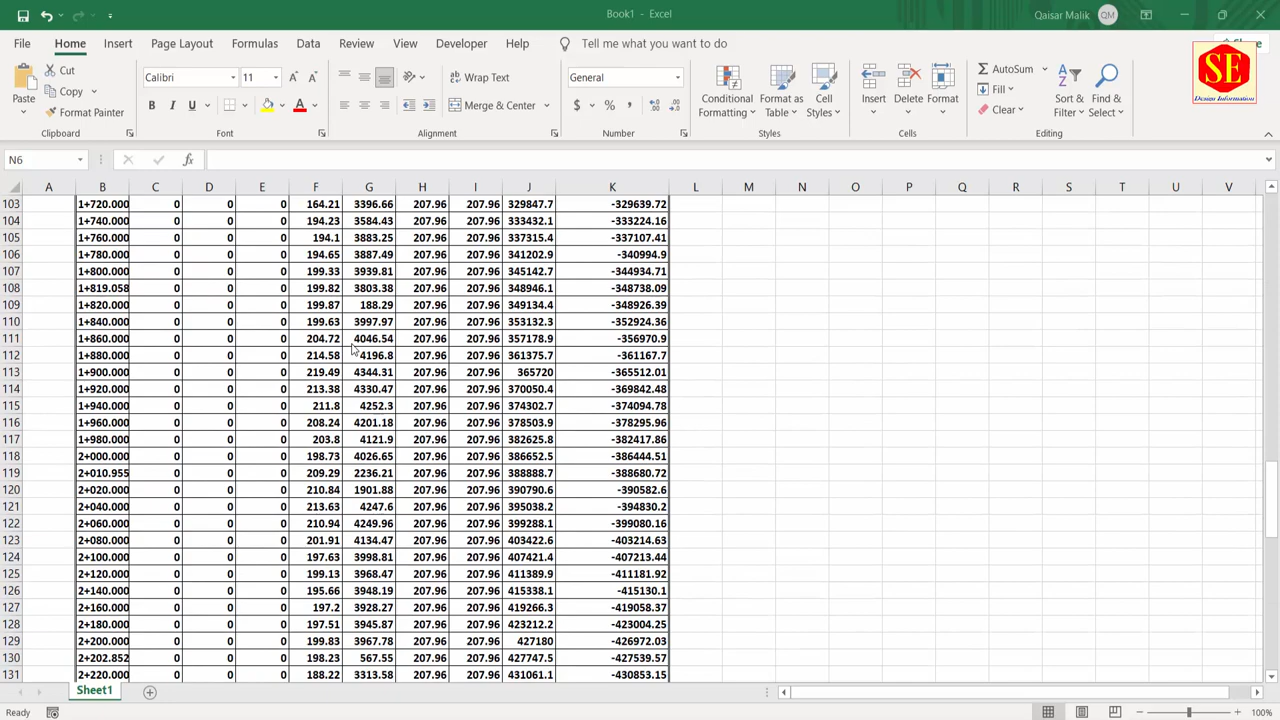 Book1 - Excel
Qaisar Malik QM
File Home Insert Page Layout Formulas Data Review View Developer Help Tell me what you want to do
SE
Design Information
Paste Cut Copy Format Painter
Calibri 11
B I U A
Wrap Text
Merge & Center
General
$ % ,
Conditional Formatting Format as Table Cell Styles
Insert Delete Format
AutoSum Fill Clear
Sort & Filter Find & Select
Clipboard Font Alignment Number Styles Cells Editing
N6 fx
A B C D E F G H I J K L M N O P Q R S T U V
103 1+720.000 0 0 0 164.21 3396.66 207.96 207.96 329847.7 -329639.72
104 1+740.000 0 0 0 194.23 3584.43 207.96 207.96 333432.1 -333224.16
105 1+760.000 0 0 0 194.1 3883.25 207.96 207.96 337315.4 -337107.41
106 1+780.000 0 0 0 194.65 3887.49 207.96 207.96 341202.9 -340994.9
107 1+800.000 0 0 0 199.33 3939.81 207.96 207.96 345142.7 -344934.71
108 1+819.058 0 0 0 199.82 3803.38 207.96 207.96 348946.1 -348738.09
109 1+820.000 0 0 0 199.87 188.29 207.96 207.96 349134.4 -348926.39
110 1+840.000 0 0 0 199.63 3997.97 207.96 207.96 353132.3 -352924.36
111 1+860.000 0 0 0 204.72 4046.54 207.96 207.96 357178.9 -356970.9
112 1+880.000 0 0 0 214.58 4196.8 207.96 207.96 361375.7 -361167.7
113 1+900.000 0 0 0 219.49 4344.31 207.96 207.96 365720 -365512.01
114 1+920.000 0 0 0 213.38 4330.47 207.96 207.96 370050.4 -369842.48
115 1+940.000 0 0 0 211.8 4252.3 207.96 207.96 374302.7 -374094.78
116 1+960.000 0 0 0 208.24 4201.18 207.96 207.96 378503.9 -378295.96
117 1+980.000 0 0 0 203.8 4121.9 207.96 207.96 382625.8 -382417.86
118 2+000.000 0 0 0 198.73 4026.65 207.96 207.96 386652.5 -386444.51
119 2+010.955 0 0 0 209.29 2236.21 207.96 207.96 388888.7 -388680.72
120 2+020.000 0 0 0 210.84 1901.88 207.96 207.96 390790.6 -390582.6
121 2+040.000 0 0 0 213.63 4247.6 207.96 207.96 395038.2 -394830.2
122 2+060.000 0 0 0 210.94 4249.96 207.96 207.96 399288.1 -399080.16
123 2+080.000 0 0 0 201.91 4134.47 207.96 207.96 403422.6 -403214.63
124 2+100.000 0 0 0 197.63 3998.81 207.96 207.96 407421.4 -407213.44
125 2+120.000 0 0 0 199.13 3968.47 207.96 207.96 411389.9 -411181.92
126 2+140.000 0 0 0 195.66 3948.19 207.96 207.96 415338.1 -415130.1
127 2+160.000 0 0 0 197.2 3928.27 207.96 207.96 419266.3 -419058.37
128 2+180.000 0 0 0 197.51 3945.87 207.96 207.96 423212.2 -423004.25
129 2+200.000 0 0 0 199.83 3967.78 207.96 207.96 427180 -426972.03
130 2+202.852 0 0 0 198.23 567.55 207.96 207.96 427747.5 -427539.57
131 2+220.000 0 0 0 188.22 3313.58 207.96 207.96 431061.1 -430853.15
Sheet1
Ready 100%